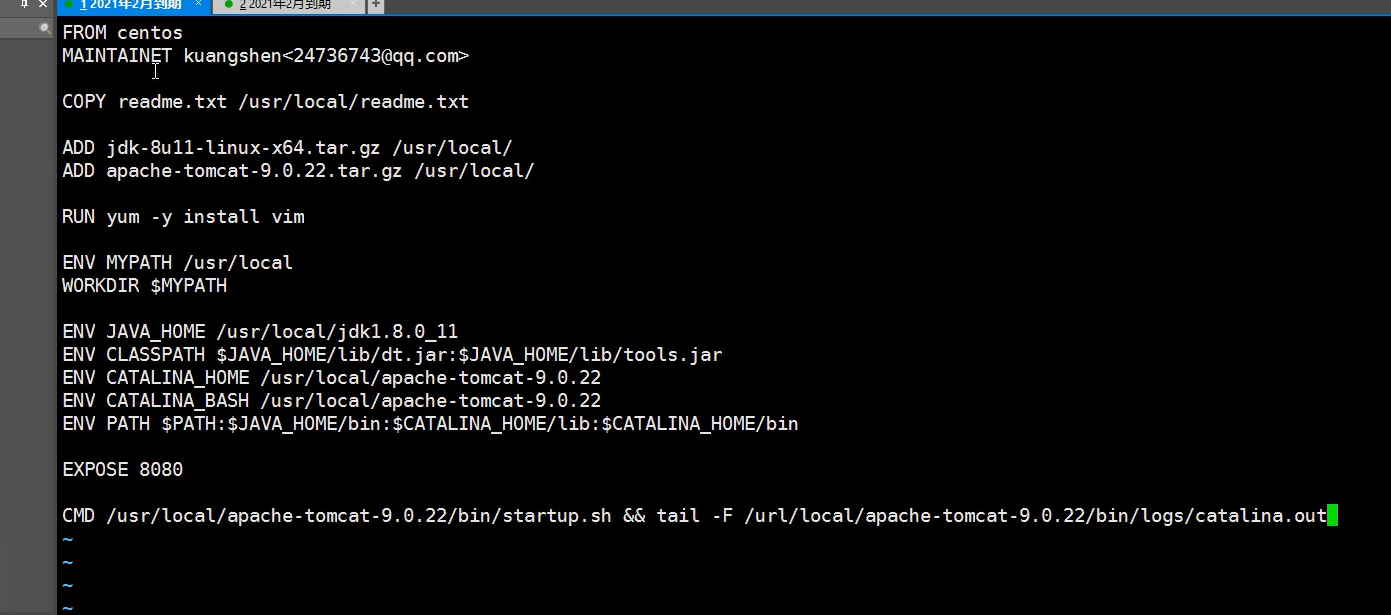 1 2021年2月到期 × 2 2021年2月到期 × +
FROM centos
MAINTAINET kuangshen<24736743@qq.com>
COPY readme.txt /usr/local/readme.txt
ADD jdk-8u11-linux-x64.tar.gz /usr/local/
ADD apache-tomcat-9.0.22.tar.gz /usr/local/
RUN yum -y install vim
ENV MYPATH /usr/local
WORKDIR $MYPATH
ENV JAVA_HOME /usr/local/jdk1.8.0_11
ENV CLASSPATH $JAVA_HOME/lib/dt.jar:$JAVA_HOME/lib/tools.jar
ENV CATALINA_HOME /usr/local/apache-tomcat-9.0.22
ENV CATALINA_BASH /usr/local/apache-tomcat-9.0.22
ENV PATH $PATH:$JAVA_HOME/bin:$CATALINA_HOME/lib:$CATALINA_HOME/bin
EXPOSE 8080
CMD /usr/local/apache-tomcat-9.0.22/bin/startup.sh && tail -F /url/local/apache-tomcat-9.0.22/bin/logs/catalina.out
~
~
~
~